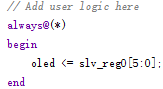 // Add user logic here
always@(*)
begin
    oled <= slv_reg0[5:0];
end